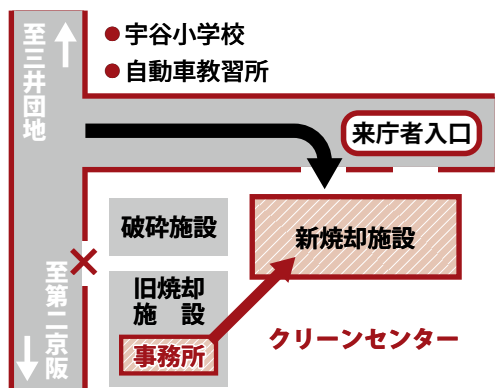 至三井団地
● 宇谷小学校
● 自動車教習所
来庁者入口
破砕施設
新焼却施設
旧焼却
施 設
事務所
至第二京阪
クリーンセンター